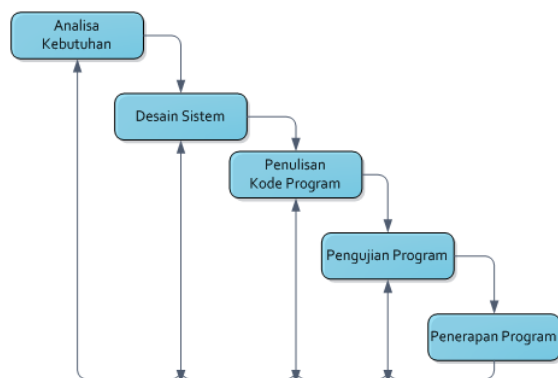 Analisa
Kebutuhan
Desain Sistem
Penulisan
Kode Program
Pengujian Program
Penerapan Program